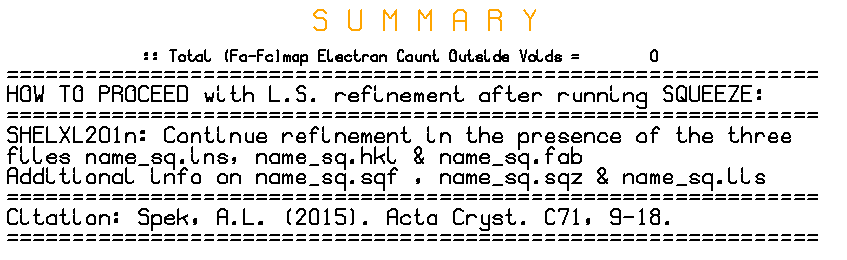 S U M M A R Y
:: Total (Fo-Fc)map Electron Count Outside Voids = 0
==============================================================
HOW TO PROCEED with L.S. refinement after running SQUEEZE:
==============================================================
SHELXL201n: Continue refinement in the presence of the three
files name_sq.ins, name_sq.hkl & name_sq.fab
Additional info on name_sq.sqf , name_sq.sqz & name_sq.lis
==============================================================
Citation: Spek, A.L. (2015). Acta Cryst. C71, 9-18.
==============================================================